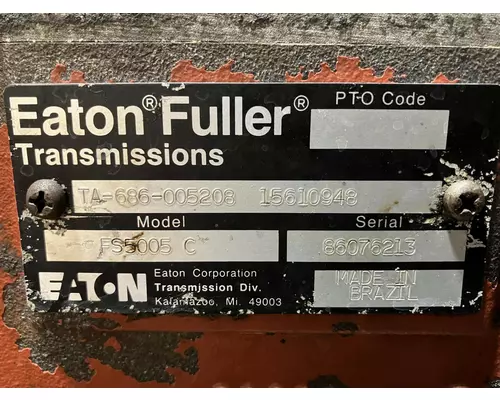 Eaton® Fuller®
Transmissions
PTO Code
TA-686-005208 15610948
Model
Serial
FS5005 C
86076213
EATON
Eaton Corporation
Transmission Div.
Kalamazoo, Mi. 49003
MADE IN
BRAZIL